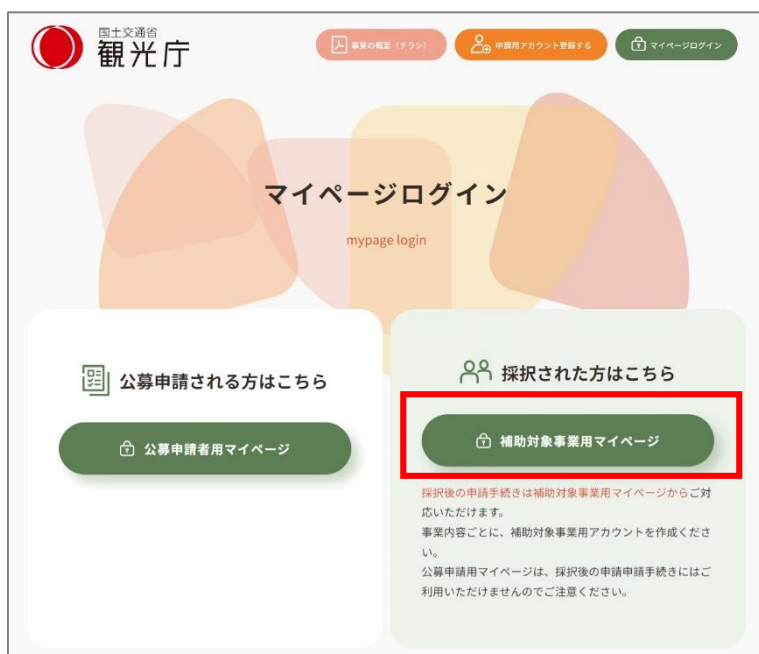 国土交通省
観光庁
事業の概要（チラシ）
申請用アカウント登録する
マイページログイン
マイページログイン
mypage login
公募申請される方はこちら
公募申請者用マイページ
採択された方はこちら
補助対象事業用マイページ
採択後の申請手続きは補助対象事業用マイページからご対
応いただけます。
事業内容ごとに、補助対象事業用アカウントを作成くださ
い。
公募申請用マイページは、採択後の申請申請手続きにはご
利用いただけませんのでご注意ください。